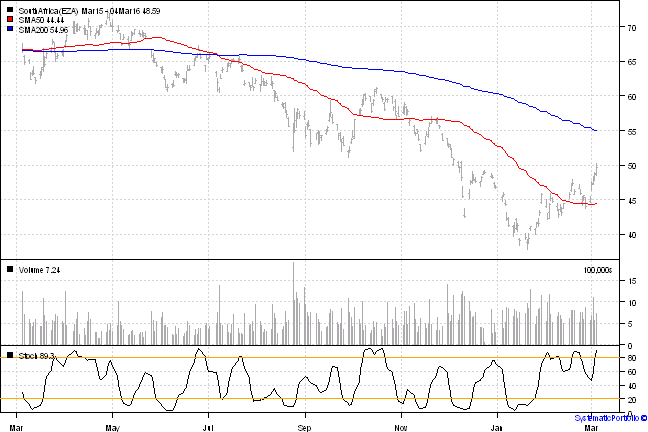 SouthAfrica(EZA) Mar15 - 04Mar16 48.59
SMA50 44.44
SMA200 54.96
70
65
60
55
50
45
40
Volume 7.24
100,000s
15
10
5
0
Stoch 89.3
80
60
40
20
0
Mar May Jul Sep Nov Jan Mar
SystematicPortfolio ©